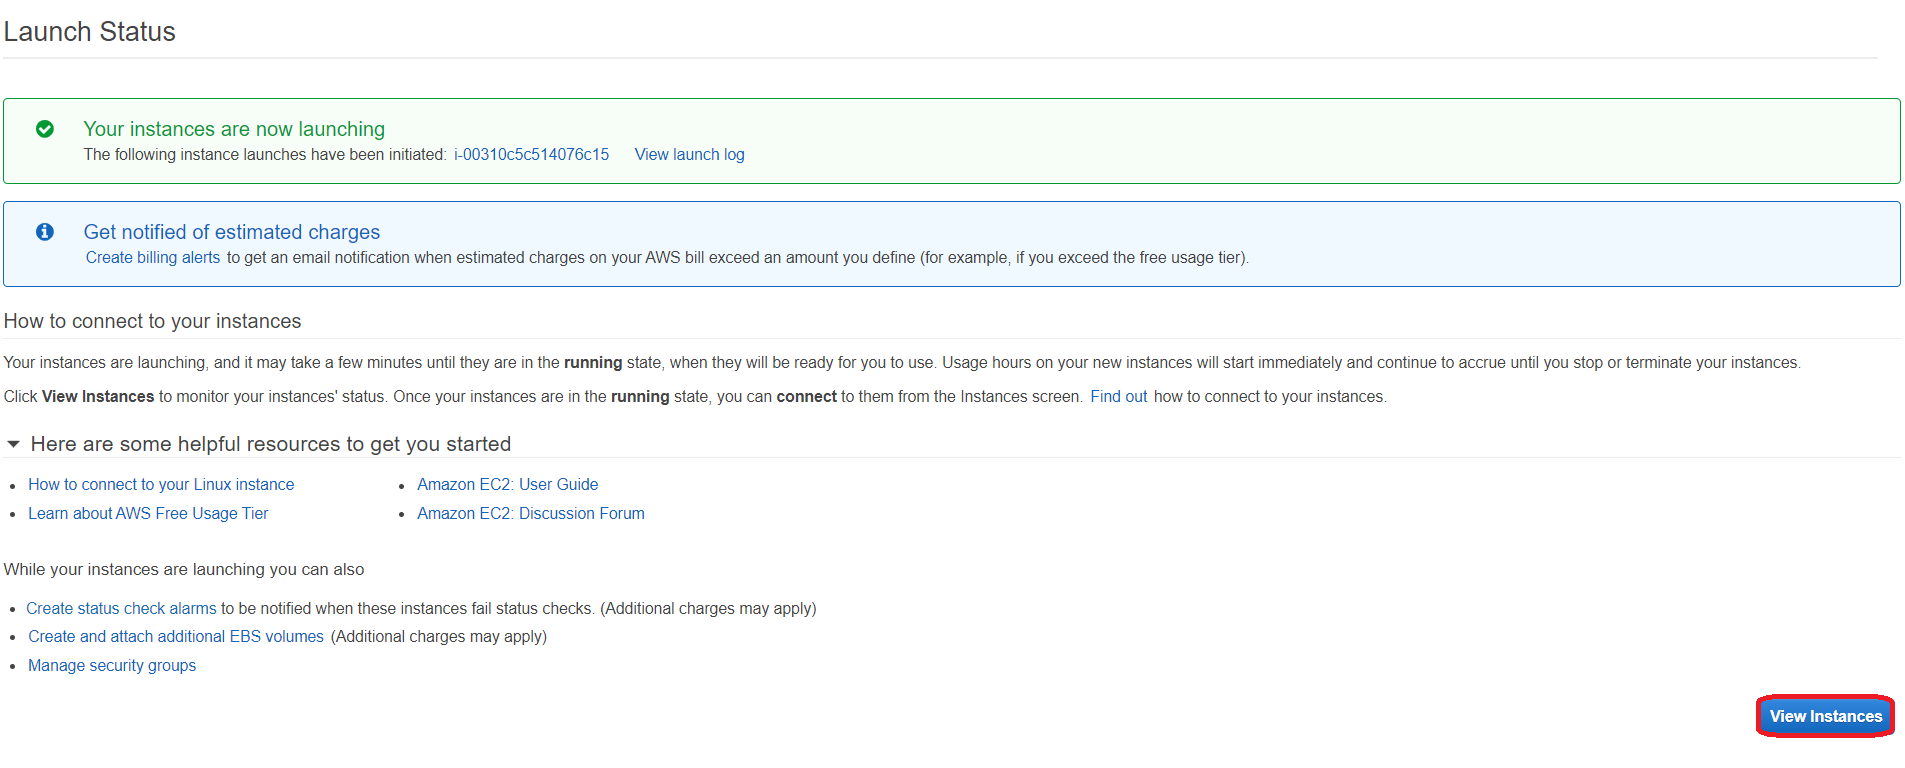 Launch Status
Your instances are now launching
The following instance launches have been initiated: i-00310c5c514076c15 View launch log
Get notified of estimated charges
Create billing alerts to get an email notification when estimated charges on your AWS bill exceed an amount you define (for example, if you exceed the free usage tier).
How to connect to your instances
Your instances are launching, and it may take a few minutes until they are in the running state, when they will be ready for you to use. Usage hours on your new instances will start immediately and continue to accrue until you stop or terminate your instances.
Click View Instances to monitor your instances' status. Once your instances are in the running state, you can connect to them from the Instances screen. Find out how to connect to your instances.
Here are some helpful resources to get you started
How to connect to your Linux instance
Learn about AWS Free Usage Tier
Amazon EC2: User Guide
Amazon EC2: Discussion Forum
While your instances are launching you can also
Create status check alarms to be notified when these instances fail status checks. (Additional charges may apply)
Create and attach additional EBS volumes (Additional charges may apply)
Manage security groups
View Instances